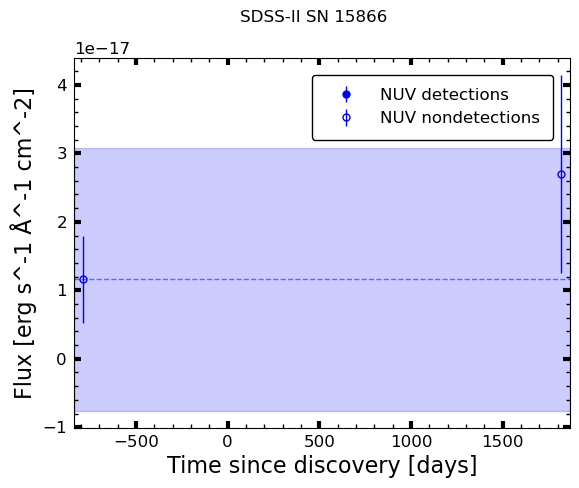 SDSS-II SN 15866
1e−17
NUV detections
NUV nondetections
4
3
2
1
0
−1
Flux [erg s^-1 Å^-1 cm^-2]
−500
0
500
1000
1500
Time since discovery [days]